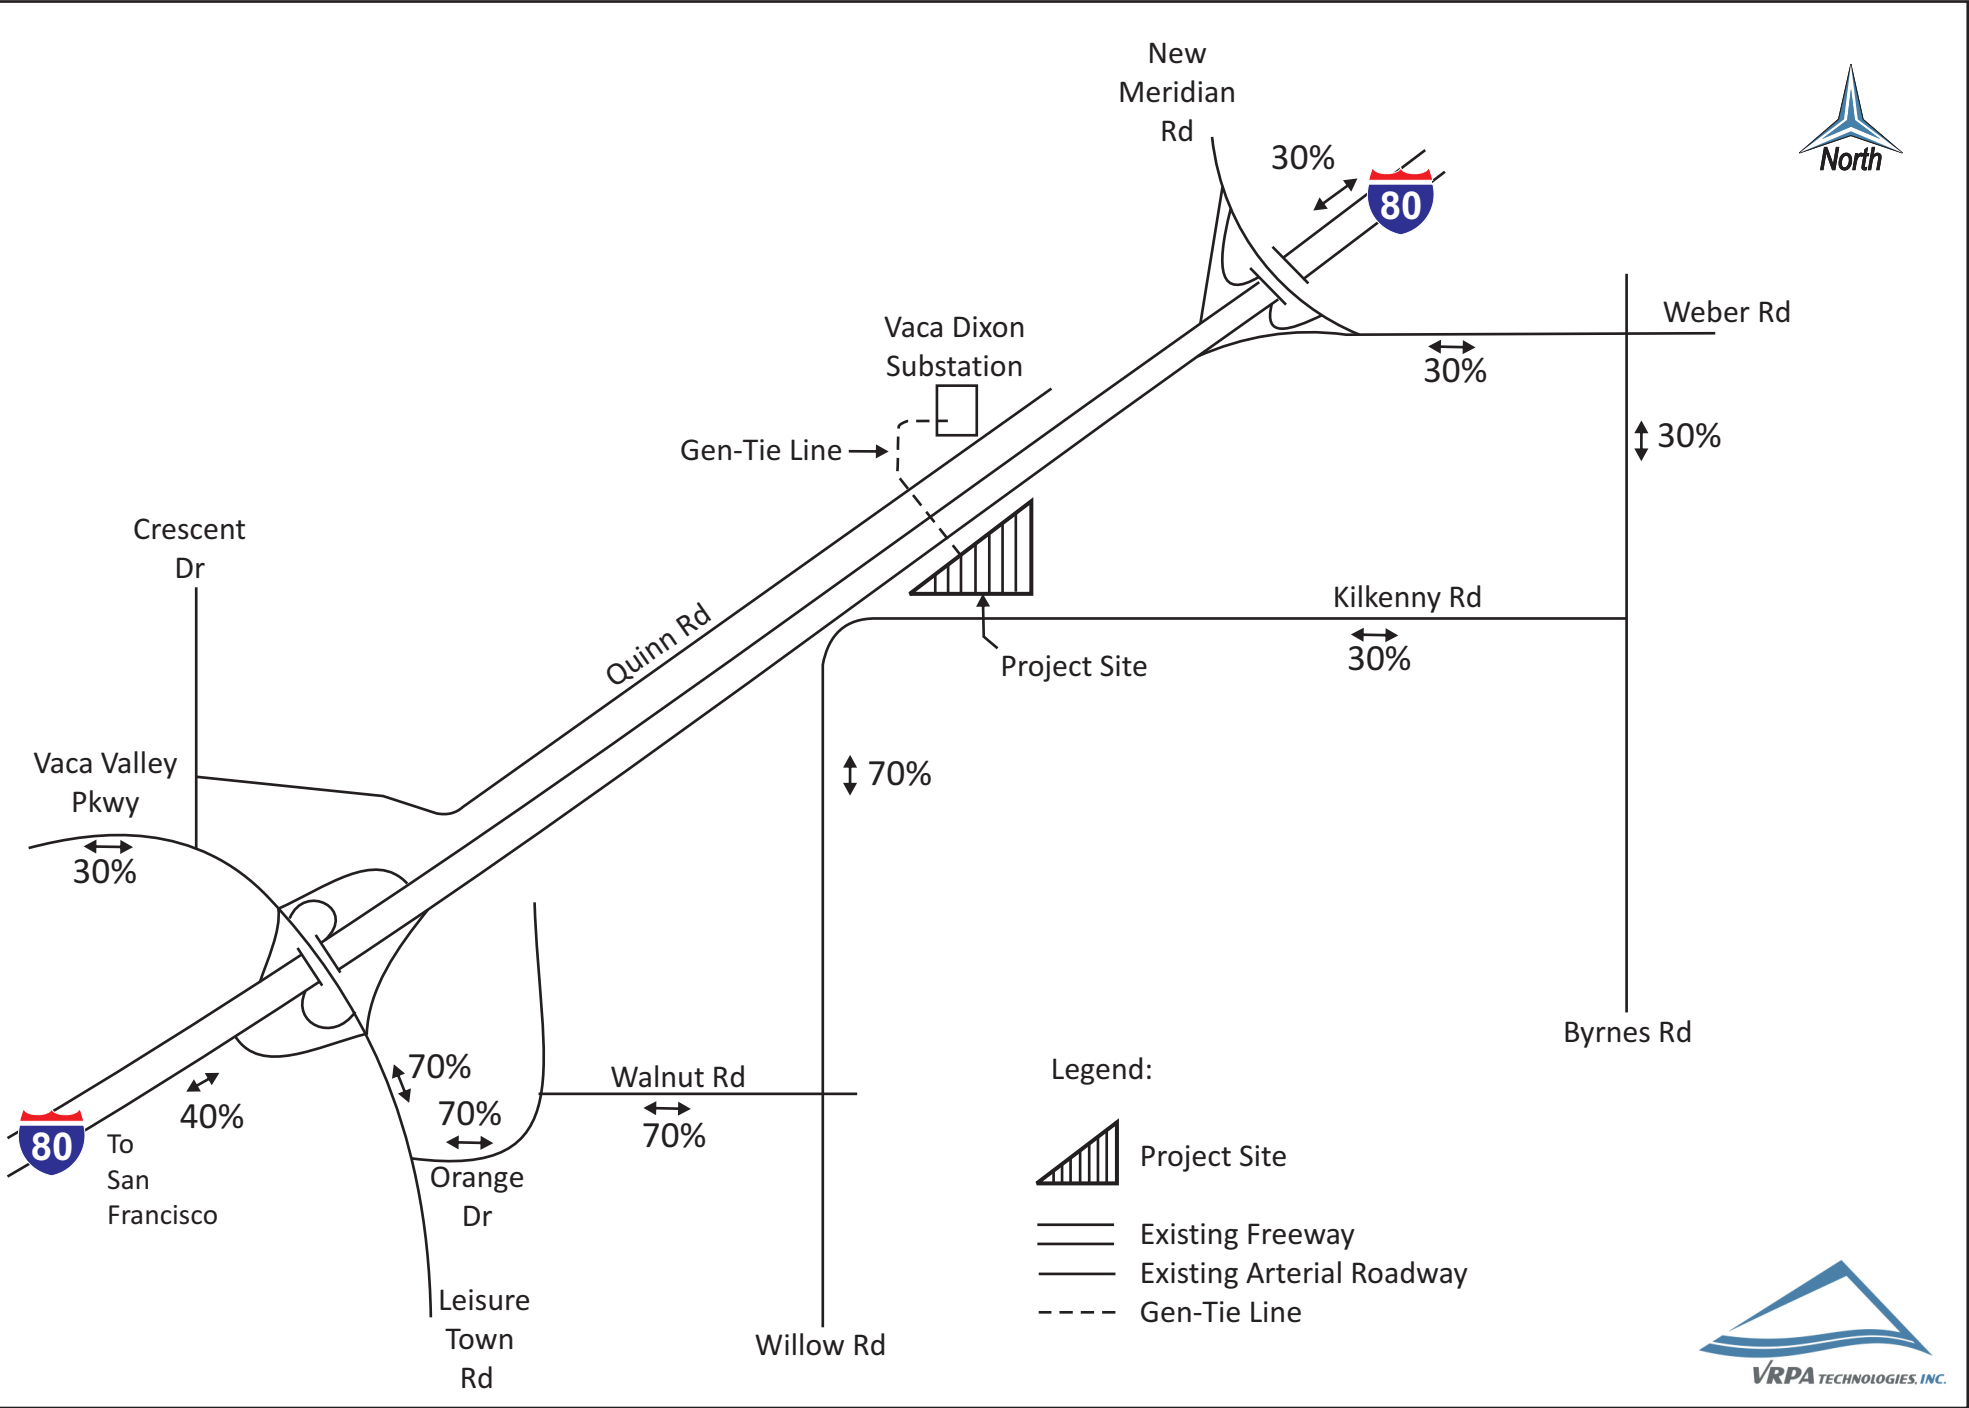 New
Meridian
Rd
30%
80
North
Weber Rd
30%
30%
Vaca Dixon
Substation
Gen-Tie Line
Crescent
Dr
Quinn Rd
Kilkenny Rd
30%
Project Site
Vaca Valley
Pkwy
30%
70%
Byrnes Rd
70%
Walnut Rd
70%
70%
40%
80
To
San
Francisco
Orange
Dr
Leisure
Town
Rd
Willow Rd
Legend:
Project Site
Existing Freeway
Existing Arterial Roadway
Gen-Tie Line
VRPA TECHNOLOGIES, INC.